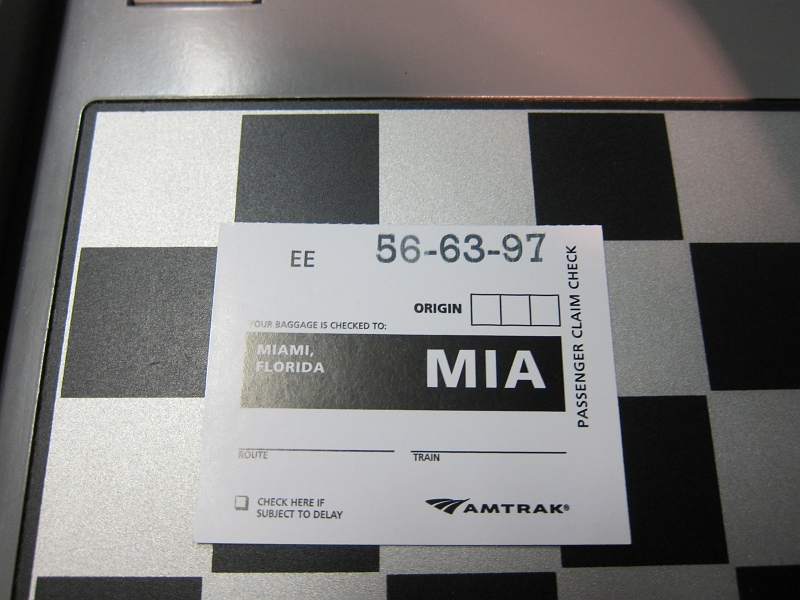 EE 56-63-97
ORIGIN
YOUR BAGGAGE IS CHECKED TO:
MIAMI,
FLORIDA
MIA
PASSENGER CLAIM CHECK
ROUTE
TRAIN
CHECK HERE IF
SUBJECT TO DELAY
AMTRAK®